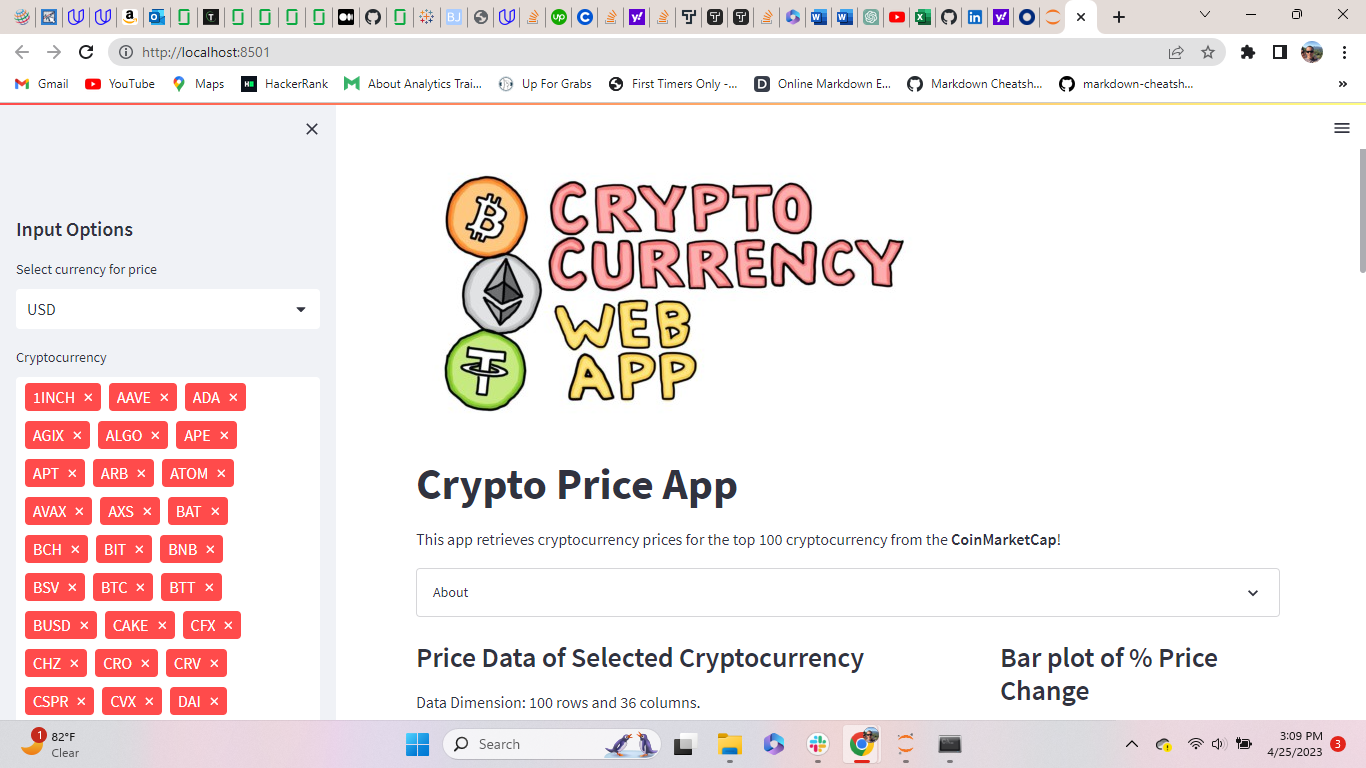 http://localhost:8501
Gmail
YouTube
Maps
HackerRank
About Analytics Trai...
Up For Grabs
First Timers Only -...
Online Markdown E...
Markdown Cheatsh...
markdown-cheatsh...
»
Input Options
Select currency for price
USD
Cryptocurrency
1INCH × AAVE × ADA ×
AGIX × ALGO × APE ×
APT × ARB × ATOM ×
AVAX × AXS × BAT ×
BCH × BIT × BNB ×
BSV × BTC × BTT ×
BUSD × CAKE × CFX ×
CHZ × CRO × CRV ×
CSPR × CVX × DAI ×
CRYPTO
CURRENCY
WEB
APP
Crypto Price App
This app retrieves cryptocurrency prices for the top 100 cryptocurrency from the CoinMarketCap!
About
Price Data of Selected Cryptocurrency
Data Dimension: 100 rows and 36 columns.
Bar plot of % Price
Change
1
82°F
Clear
Search
3:09 PM
4/25/2023
3